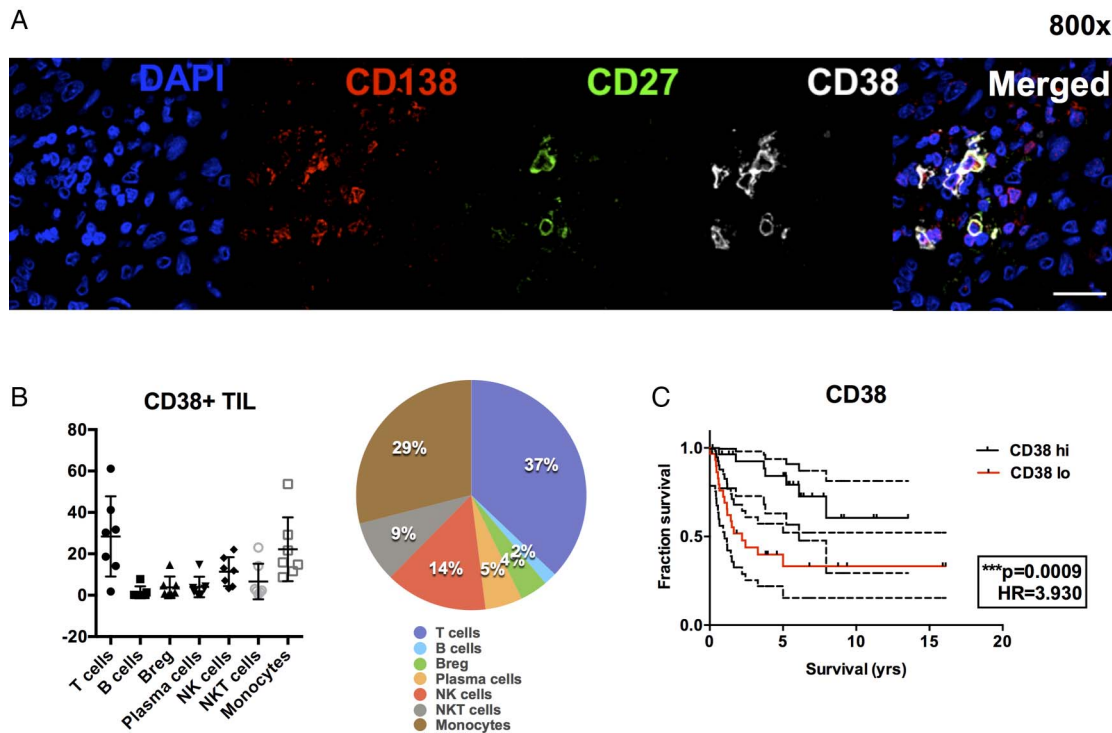 A
800x
DAPI CD138 CD27 CD38 Merged
B
CD38+ TIL
80
60
40
20
0
-20
T cells
B cells
Breg
Plasma cells
NK cells
NKT cells
Monocytes
29%
37%
9%
14%
5%
4%
2%
T cells
B cells
Breg
Plasma cells
NK cells
NKT cells
Monocytes
C
CD38
Fraction survival
1.0
0.5
0.0
0 5 10 15 20
Survival (yrs)
CD38 hi
CD38 lo
***p=0.0009
HR=3.930